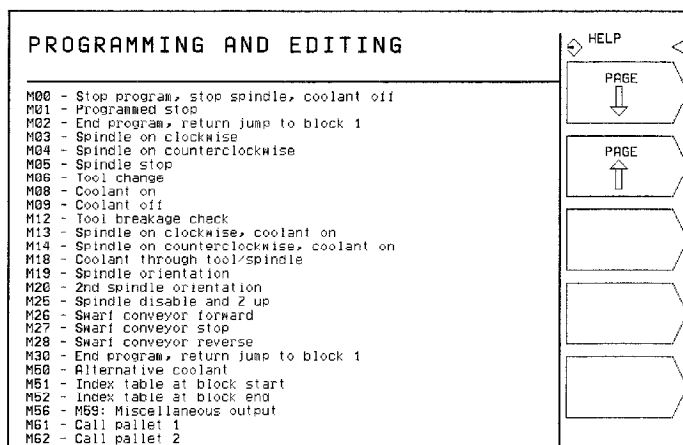 PROGRAMMING AND EDITING
HELP
PAGE
PAGE
M00 - Stop program, stop spindle, coolant off
M01 - Programmed stop
M02 - End program, return jump to block 1
M03 - Spindle on clockwise
M04 - Spindle on counterclockwise
M05 - Spindle stop
M06 - Tool change
M08 - Coolant on
M09 - Coolant off
M12 - Tool breakage check
M13 - Spindle on clockwise, coolant on
M14 - Spindle on counterclockwise, coolant on
M18 - Coolant through tool/spindle
M19 - Spindle orientation
M20 - 2nd spindle orientation
M25 - Spindle disable and Z up
M26 - Swarf conveyor forward
M27 - Swarf conveyor stop
M28 - Swarf conveyor reverse
M30 - End program, return jump to block 1
M50 - Alternative coolant
M51 - Index table at block start
M52 - Index table at block end
M56 - M59: Miscellaneous output
M61 - Call pallet 1
M62 - Call pallet 2